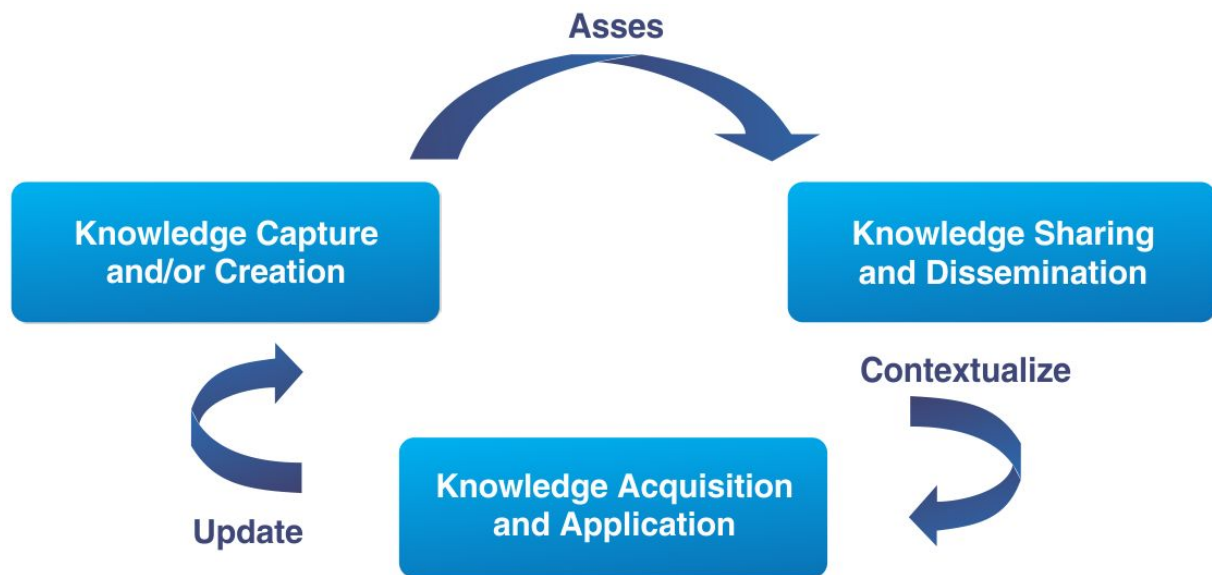 Asses
Knowledge Capture
and/or Creation
Knowledge Sharing
and Dissemination
Contextualize
Knowledge Acquisition
and Application
Update